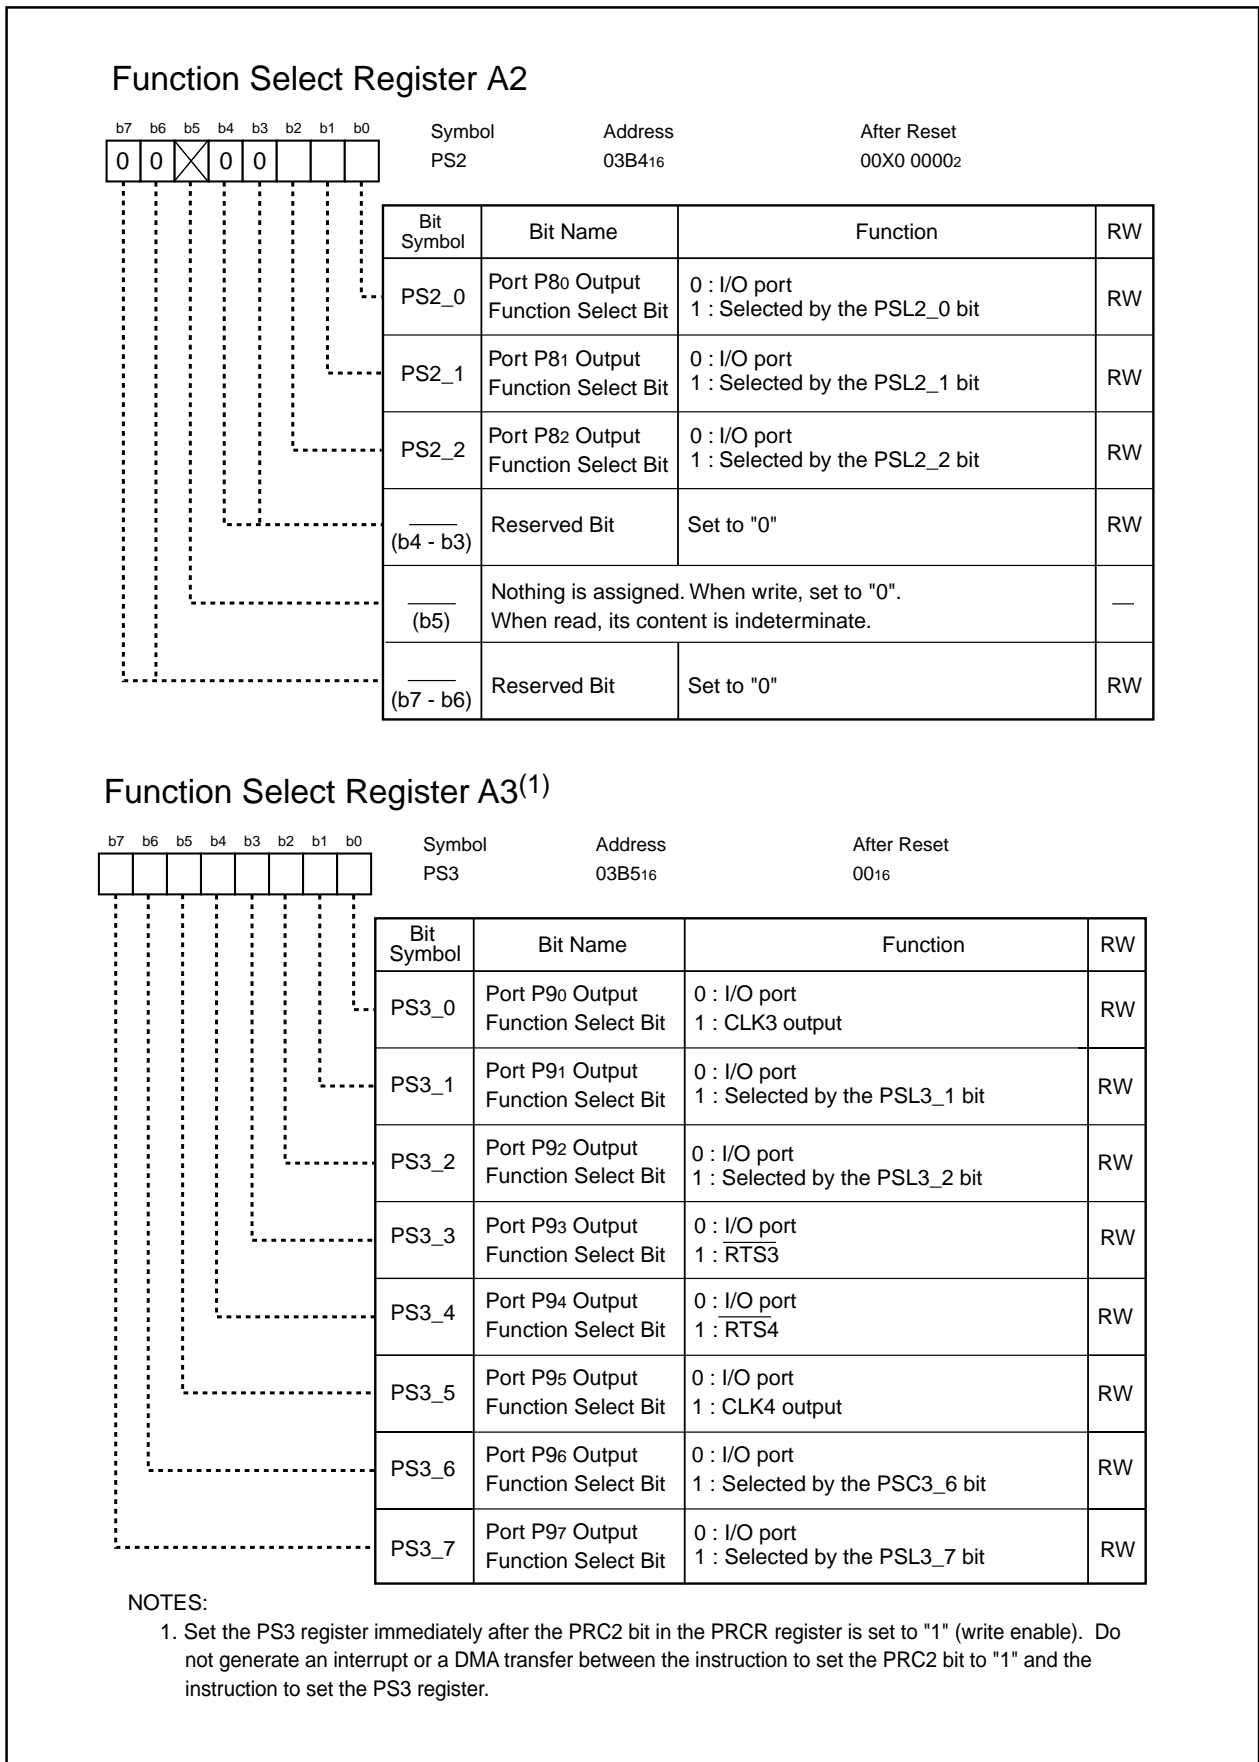 Function Select Register A2
b7 b6 b5 b4 b3 b2 b1 b0
Symbol Address After Reset
0 0 0 0
PS2 03B416 00X0 00002
Bit Symbol Bit Name Function RW
PS2_0 Port P80 Output Function Select Bit 0 : I/O port 1 : Selected by the PSL2_0 bit RW
PS2_1 Port P81 Output Function Select Bit 0 : I/O port 1 : Selected by the PSL2_1 bit RW
PS2_2 Port P82 Output Function Select Bit 0 : I/O port 1 : Selected by the PSL2_2 bit RW
(b4 - b3) Reserved Bit Set to "0" RW
(b5) Nothing is assigned. When write, set to "0". When read, its content is indeterminate. —
(b7 - b6) Reserved Bit Set to "0" RW
Function Select Register A3(1)
b7 b6 b5 b4 b3 b2 b1 b0
Symbol Address After Reset
PS3 03B516 0016
Bit Symbol Bit Name Function RW
PS3_0 Port P90 Output Function Select Bit 0 : I/O port 1 : CLK3 output RW
PS3_1 Port P91 Output Function Select Bit 0 : I/O port 1 : Selected by the PSL3_1 bit RW
PS3_2 Port P92 Output Function Select Bit 0 : I/O port 1 : Selected by the PSL3_2 bit RW
PS3_3 Port P93 Output Function Select Bit 0 : I/O port 1 : RTS3 RW
PS3_4 Port P94 Output Function Select Bit 0 : I/O port 1 : RTS4 RW
PS3_5 Port P95 Output Function Select Bit 0 : I/O port 1 : CLK4 output RW
PS3_6 Port P96 Output Function Select Bit 0 : I/O port 1 : Selected by the PSC3_6 bit RW
PS3_7 Port P97 Output Function Select Bit 0 : I/O port 1 : Selected by the PSL3_7 bit RW
NOTES:
1. Set the PS3 register immediately after the PRC2 bit in the PRCR register is set to "1" (write enable). Do
not generate an interrupt or a DMA transfer between the instruction to set the PRC2 bit to "1" and the
instruction to set the PS3 register.